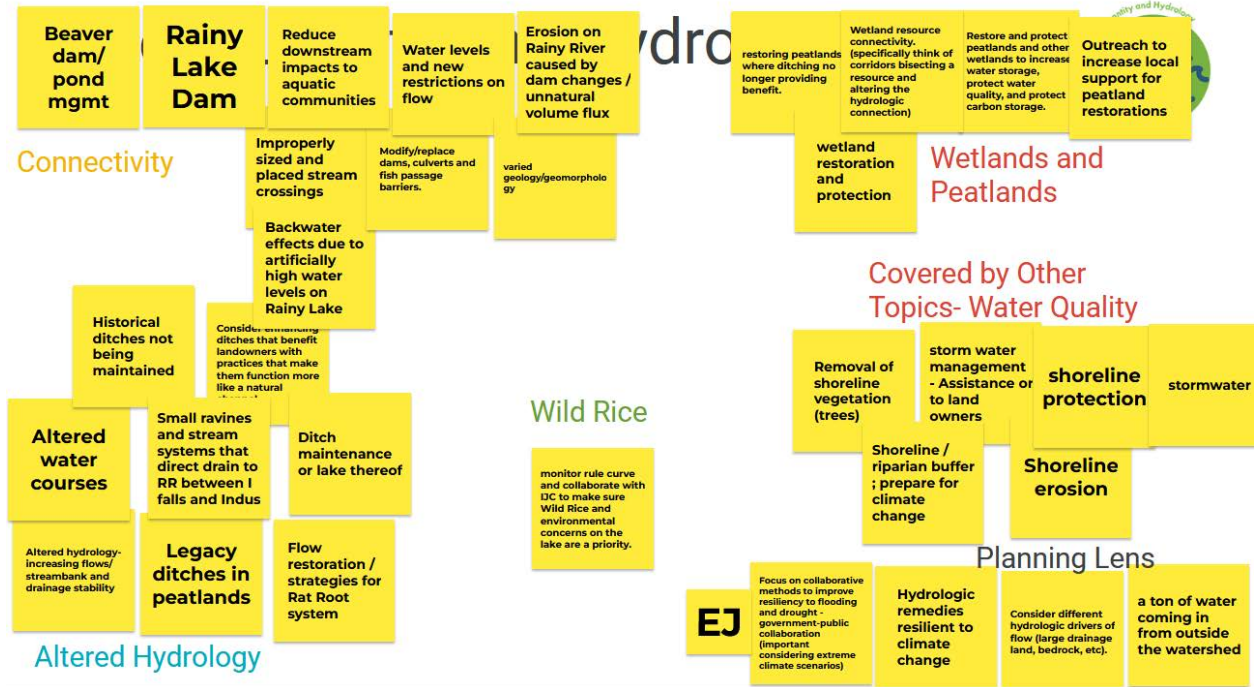 Beaver
dam/
pond
mgmt
Rainy
Lake
Dam
Reduce
downstream
impacts to
aquatic
communities
Water levels
and new
restrictions on
flow
Erosion on
Rainy River
caused by
dam changes /
unnatural
volume flux
ydro
restoring peatlands
where ditching no
longer providing
benefit.
Wetland resource
connectivity.
(specifically think of
corridors bisecting a
resource and
altering the
hydrologic
connection)
Restore and protect
peatlands and other
wetlands to increase
water storage,
protect water
quality, and protect
carbon storage.
Outreach to
increase local
support for
peatland
restorations
and Hydrology
Connectivity
Improperly
sized and
placed stream
crossings
Modify/replace
dams, culverts and
fish passage
barriers.
varied
geology/geomorpholo
gy
wetland
restoration
and
protection
Wetlands and
Peatlands
Backwater
effects due to
artificially
high water
levels on
Rainy Lake
Covered by Other
Topics- Water Quality
Historical
ditches not
being
maintained
Consider enhancing
ditches that benefit
landowners with
practices that make
them function more
like a natural
Removal of
shoreline
vegetation
(trees)
storm water
management
- Assistance or
to land
owners
shoreline
protection
stormwater
Altered
water
courses
Small ravines
and stream
systems that
direct drain to
RR between I
falls and Indus
Ditch
maintenance
or lake thereof
Wild Rice
monitor rule curve
and collaborate with
IJC to make sure
Wild Rice and
environmental
concerns on the
lake are a priority.
Shoreline /
riparian buffer
; prepare for
climate
change
Shoreline
erosion
Altered hydrology-
increasing flows/
streambank and
drainage stability
Legacy
ditches in
peatlands
Flow
restoration /
strategies for
Rat Root
system
Planning Lens
EJ
Focus on collaborative
methods to improve
resiliency to flooding
and drought -
government-public
collaboration
(important
considering extreme
climate scenarios)
Hydrologic
remedies
resilient to
climate
change
Consider different
hydrologic drivers of
flow (large drainage
land, bedrock, etc).
a ton of water
coming in
from outside
the watershed
Altered Hydrology